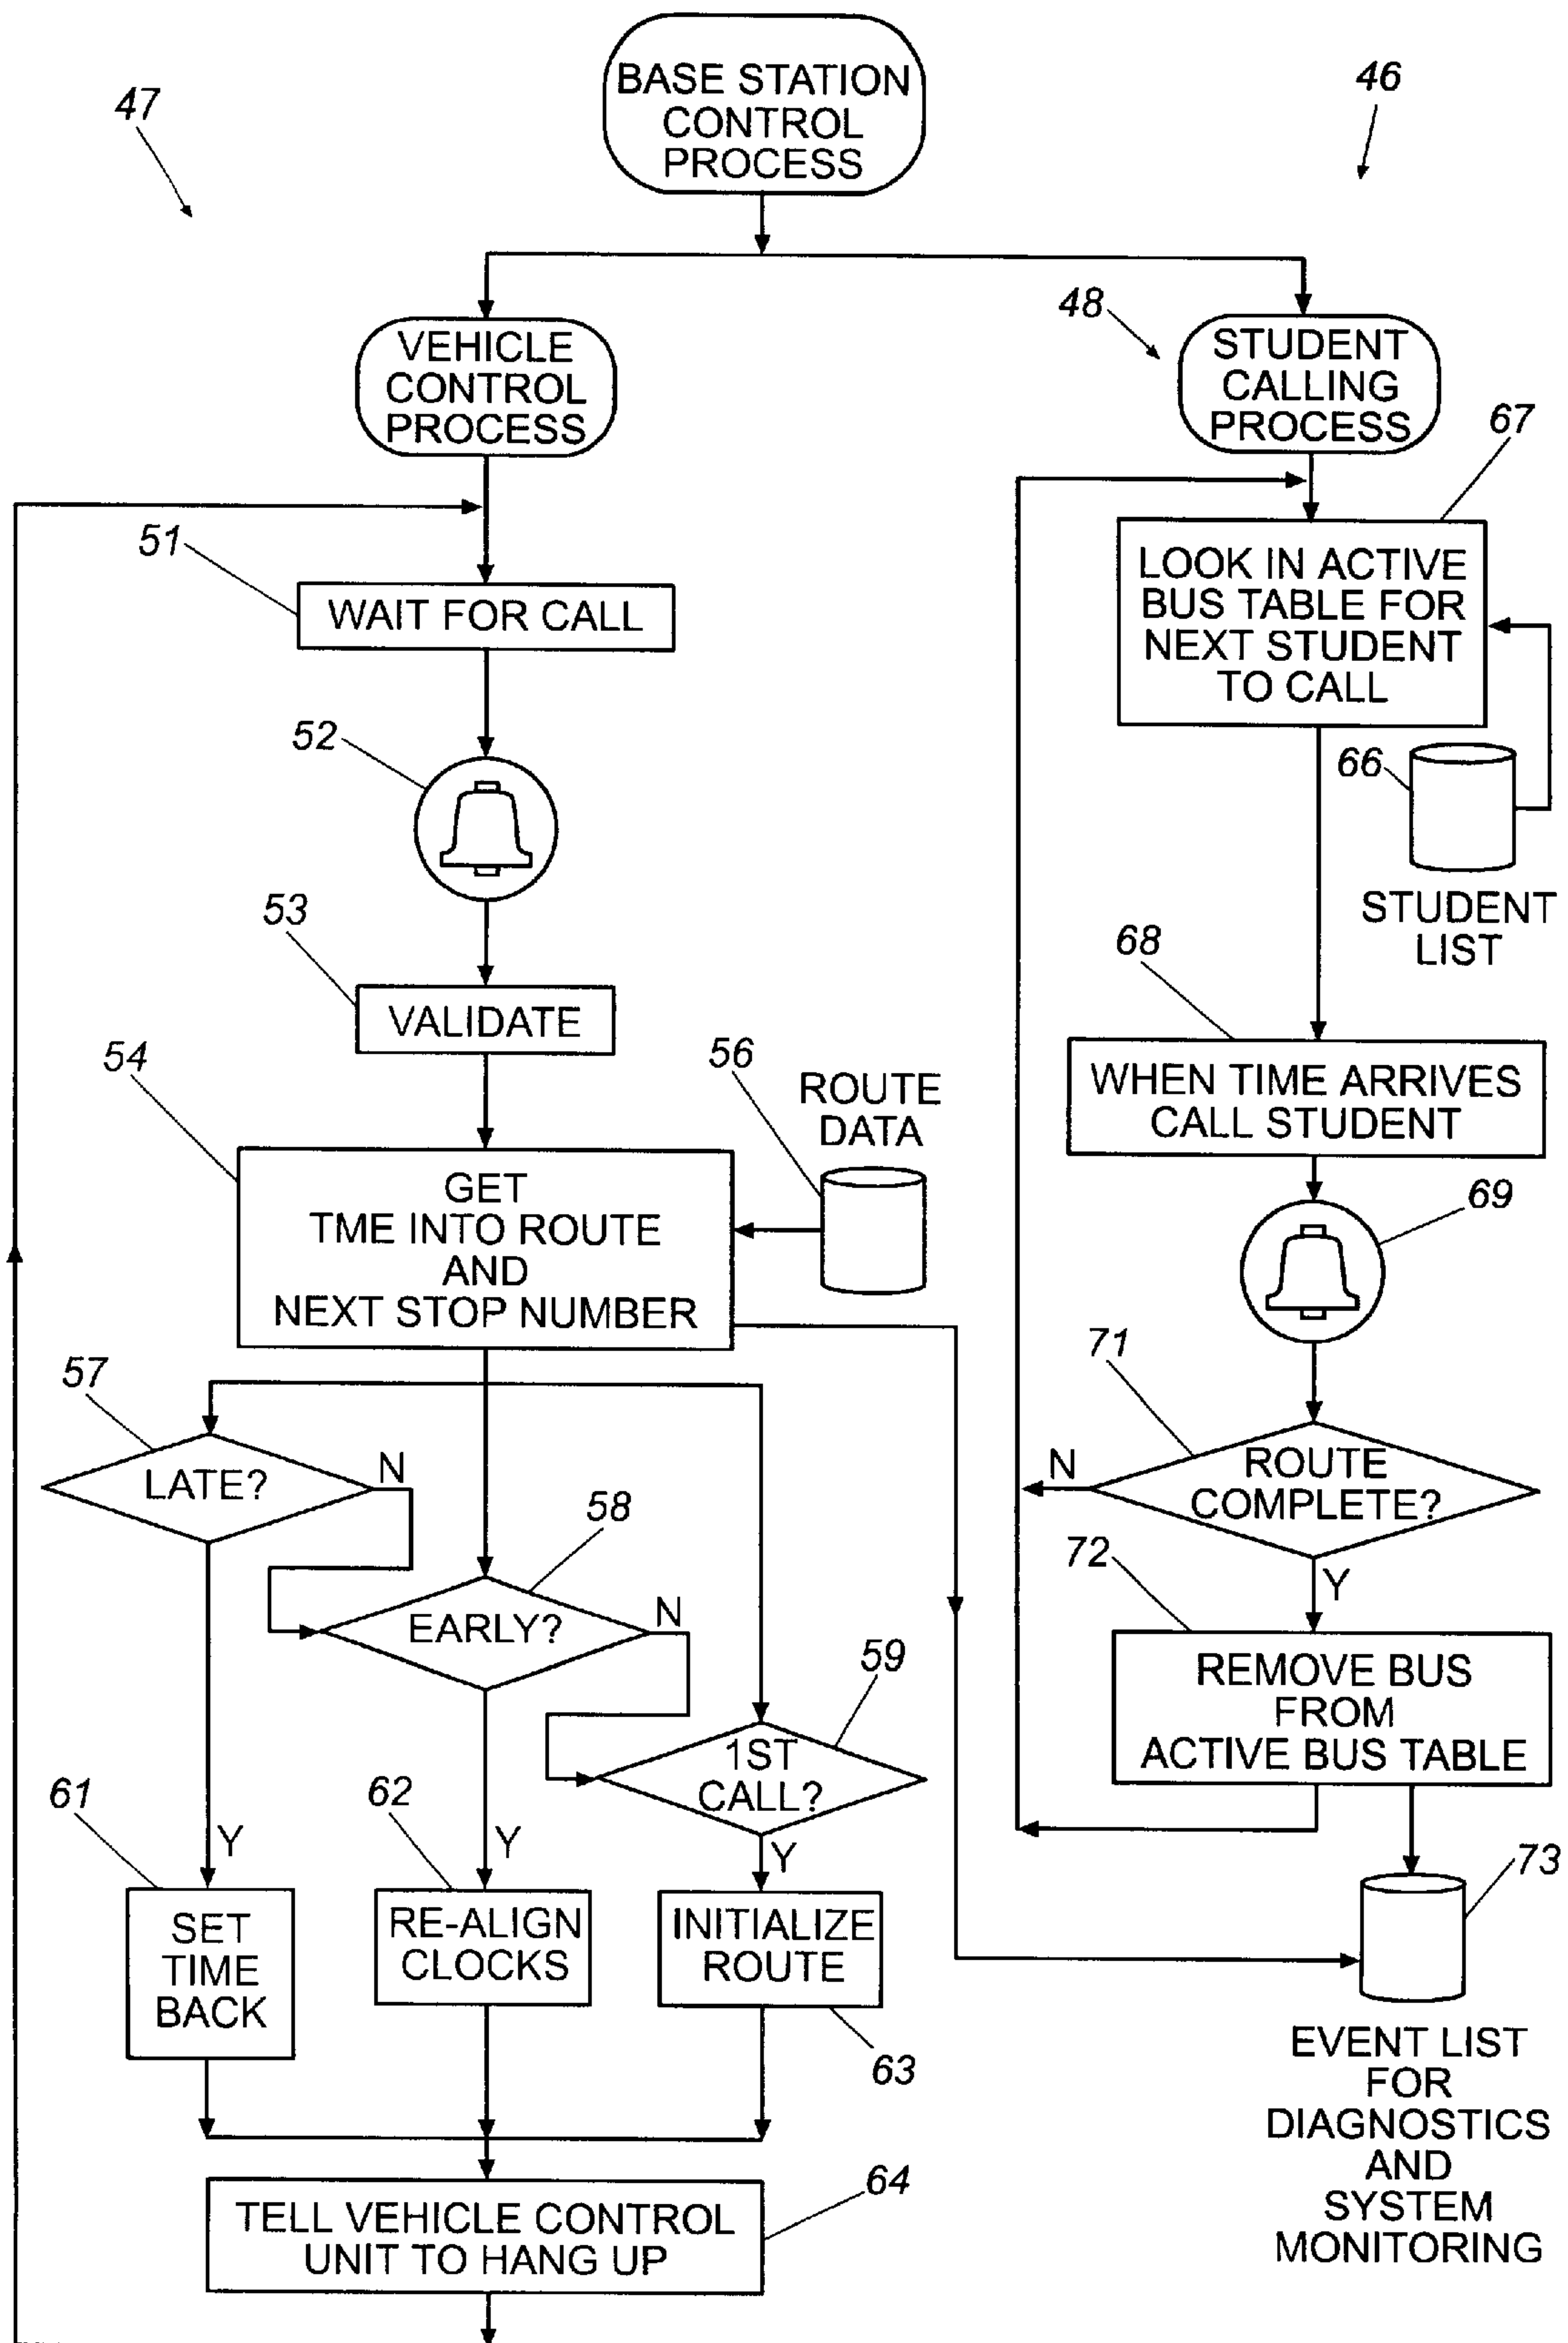 BASE STATION
CONTROL
PROCESS
47
46
VEHICLE
CONTROL
PROCESS
48
STUDENT
CALLING
PROCESS
67
51
WAIT FOR CALL
LOOK IN ACTIVE
BUS TABLE FOR
NEXT STUDENT
TO CALL
52
66
STUDENT
LIST
53
VALIDATE
68
WHEN TIME ARRIVES
CALL STUDENT
54
56
ROUTE
DATA
GET
TME INTO ROUTE
AND
NEXT STOP NUMBER
69
57
LATE?
N
71
ROUTE
COMPLETE?
N
58
EARLY?
N
72
Y
REMOVE BUS
FROM
ACTIVE BUS TABLE
59
1ST
CALL?
61
Y
62
Y
Y
73
SET
TIME
BACK
RE-ALIGN
CLOCKS
INITIALIZE
ROUTE
63
EVENT LIST
FOR
DIAGNOSTICS
AND
SYSTEM
MONITORING
64
TELL VEHICLE CONTROL
UNIT TO HANG UP